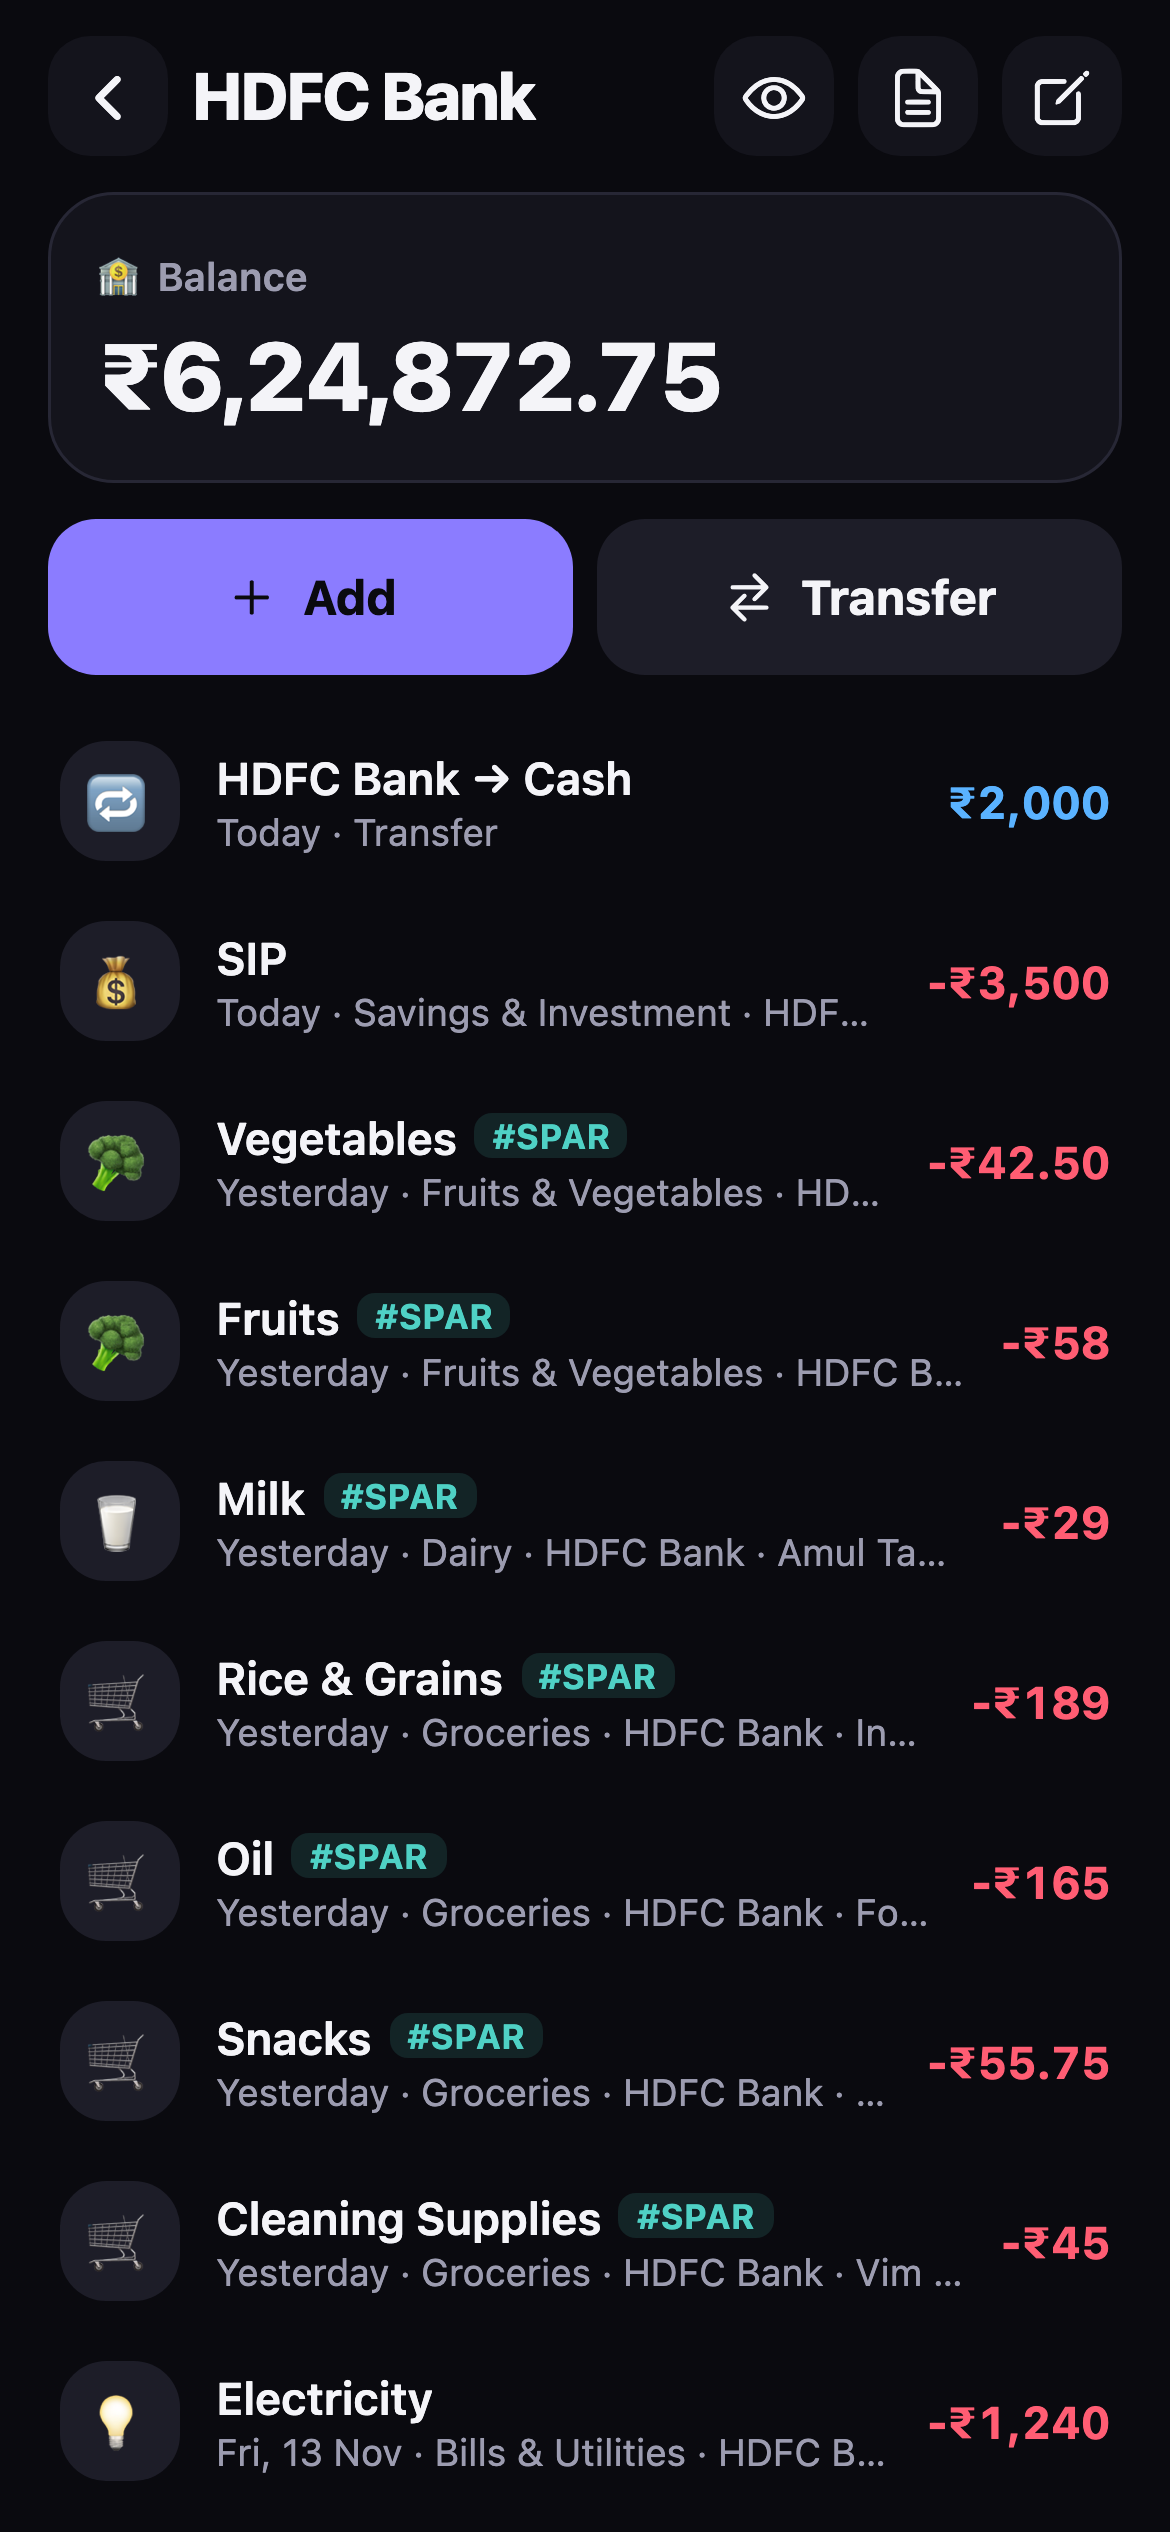 HDFC Bank
Balance
₹6,24,872.75
Add
Transfer
HDFC Bank → Cash
Today · Transfer
₹2,000
SIP
Today · Savings & Investment · HDF...
-₹3,500
Vegetables #SPAR
Yesterday · Fruits & Vegetables · HD...
-₹42.50
Fruits #SPAR
Yesterday · Fruits & Vegetables · HDFC B...
-₹58
Milk #SPAR
Yesterday · Dairy · HDFC Bank · Amul Ta...
-₹29
Rice & Grains #SPAR
Yesterday · Groceries · HDFC Bank · In...
-₹189
Oil #SPAR
Yesterday · Groceries · HDFC Bank · Fo...
-₹165
Snacks #SPAR
Yesterday · Groceries · HDFC Bank · ...
-₹55.75
Cleaning Supplies #SPAR
Yesterday · Groceries · HDFC Bank · Vim ...
-₹45
Electricity
Fri, 13 Nov · Bills & Utilities · HDFC B...
-₹1,240